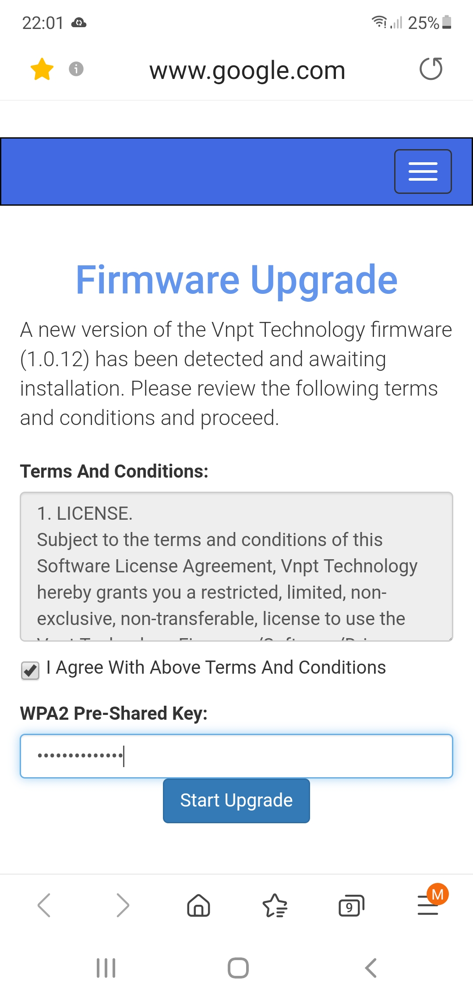 22:01
25%
www.google.com
Firmware Upgrade
A new version of the Vnpt Technology firmware
(1.0.12) has been detected and awaiting
installation. Please review the following terms
and conditions and proceed.
Terms And Conditions:
1. LICENSE.
Subject to the terms and conditions of this
Software License Agreement, Vnpt Technology
hereby grants you a restricted, limited, non-
exclusive, non-transferable, license to use the
I Agree With Above Terms And Conditions
WPA2 Pre-Shared Key:
••••••••••••••
Start Upgrade
9
M